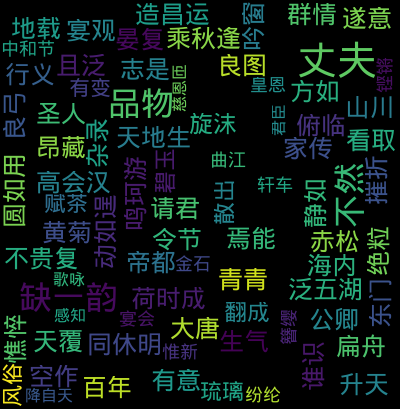 造昌运
吟窗
群情
遂意
地载
宴观
晏复
乘秋逢
丈夫
中和节
且泛
志是
良图
铿锵
行义
有变
慈恩
皇恩
方如
品物
山川
良弓
圣人
杂录
旋沫
君臣
俯临
看取
昂藏
天地生
家传
摧折
曲江
碧玉
圆如用
高会汉
鸣珂游
轩车
静如
不然
赋茶
散出
请君
黄菊
动如逞
令节
焉能
赤松
绝粒
不贵复
帝都
金石
海内
歌咏
青青
泛五湖
缺一韵
荷时成
东门
感知
宴会
翻成
簪缨
公卿
大唐
憔悴
天覆
同休明
惟新
生气
扁舟
谁识
风俗
空作
百年
有意
琉璃
纷纶
升天
降自天